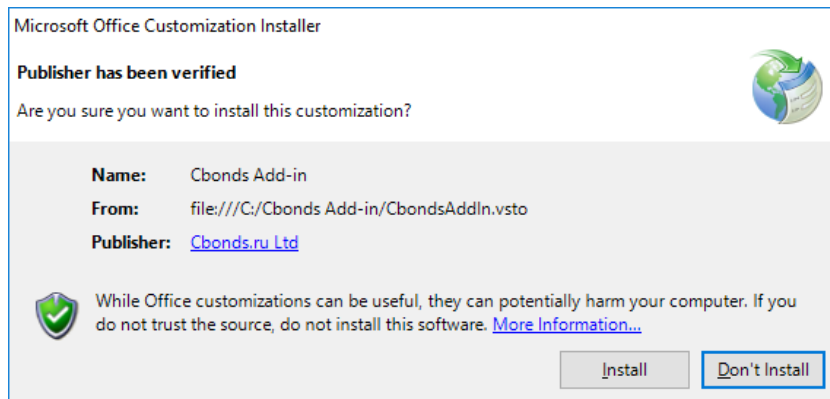 Microsoft Office Customization Installer
Publisher has been verified
Are you sure you want to install this customization?
Name: Cbonds Add-in
From: file:///C:/Cbonds Add-in/CbondsAddIn.vsto
Publisher: Cbonds.ru Ltd
While Office customizations can be useful, they can potentially harm your computer. If you
do not trust the source, do not install this software. More Information...
Install Don't Install